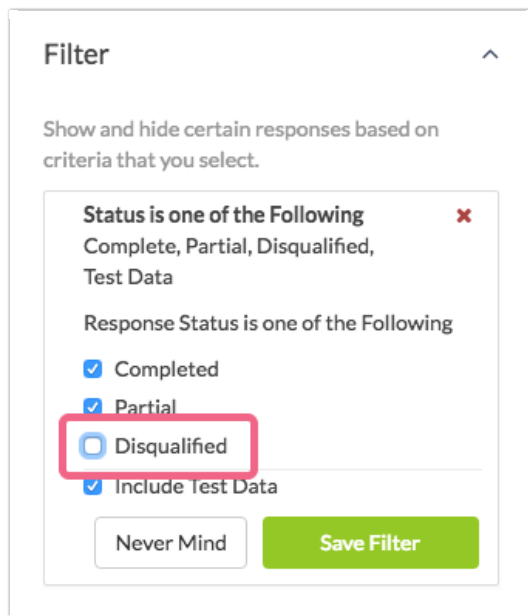 Filter
Show and hide certain responses based on
criteria that you select.
Status is one of the Following
Complete, Partial, Disqualified,
Test Data
Response Status is one of the Following
Completed
Partial
Disqualified
Include Test Data
Never Mind
Save Filter